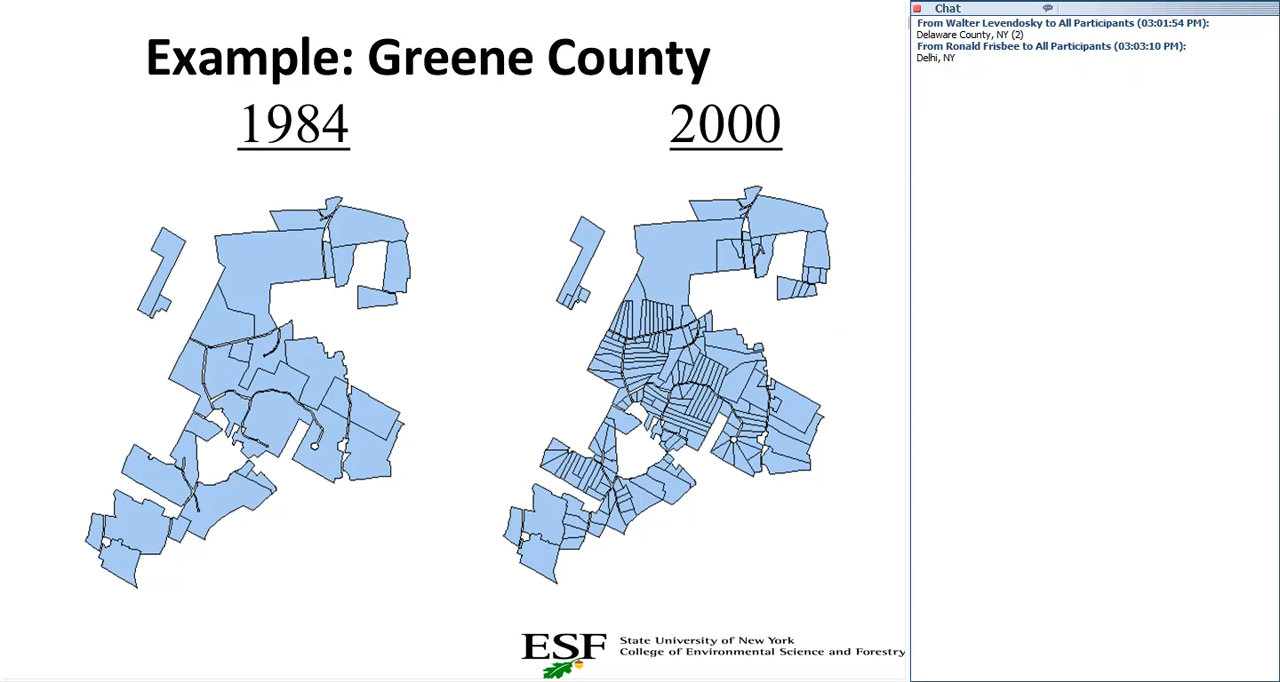 Example: Greene County
1984
2000
ESF
State University of New York
College of Environmental Science and Forestry
Chat
From Walter Levendosky to All Participants (03:01:54 PM):
Delaware County, NY (2)
From Ronald Frisbee to All Participants (03:03:10 PM):
Delhi, NY